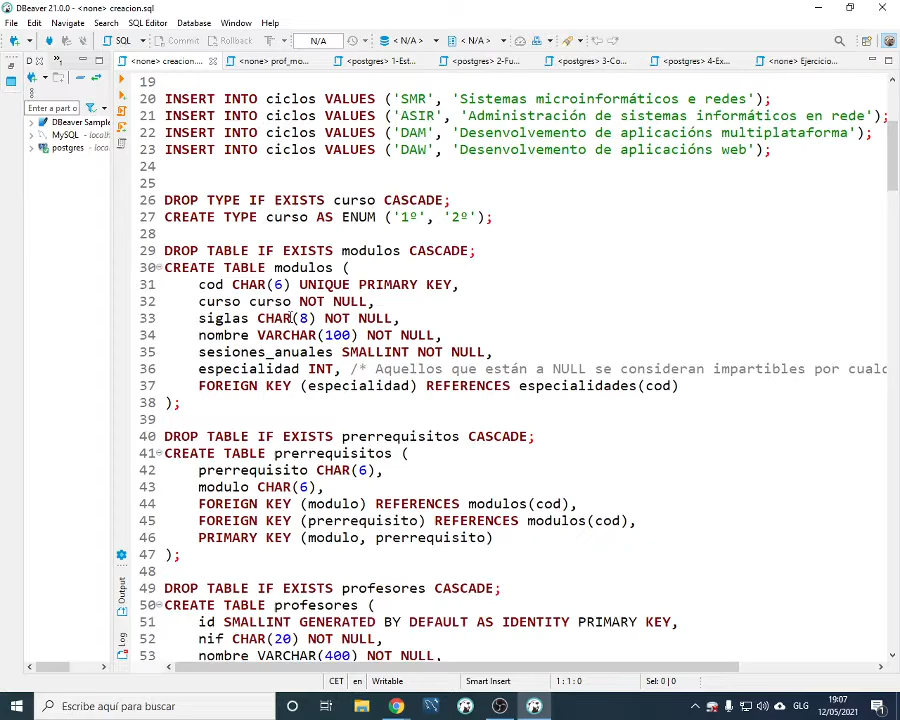 DBeaver 21.0.0 - <none> creacion.sql
File Edit Navigate Search SQL Editor Database Window Help
SQL Commit Rollback T N/A < N/A > < N/A >
D <none> creacion.... <none> prof_mo... <postgres> 1-Est... <postgres> 2-Fu... <postgres> 3-Co... <postgres> 4-Ex... <none> Ejercicio...
Enter a part o
DBeaver Sample
MySQL - localh
postgres - loca
19
20 INSERT INTO ciclos VALUES ('SMR', 'Sistemas microinformáticos e redes');
21 INSERT INTO ciclos VALUES ('ASIR', 'Administración de sistemas informáticos en rede');
22 INSERT INTO ciclos VALUES ('DAM', 'Desenvolvemento de aplicacións multiplataforma');
23 INSERT INTO ciclos VALUES ('DAW', 'Desenvolvemento de aplicacións web');
24
25
26 DROP TYPE IF EXISTS curso CASCADE;
27 CREATE TYPE curso AS ENUM ('1º', '2º');
28
29 DROP TABLE IF EXISTS modulos CASCADE;
30 CREATE TABLE modulos (
31 cod CHAR(6) UNIQUE PRIMARY KEY,
32 curso curso NOT NULL,
33 siglas CHAR(8) NOT NULL,
34 nombre VARCHAR(100) NOT NULL,
35 sesiones_anuales SMALLINT NOT NULL,
36 especialidad INT, /* Aquellos que están a NULL se consideran impartibles por cualq
37 FOREIGN KEY (especialidad) REFERENCES especialidades(cod)
38 );
39
40 DROP TABLE IF EXISTS prerrequisitos CASCADE;
41 CREATE TABLE prerrequisitos (
42 prerrequisito CHAR(6),
43 modulo CHAR(6),
44 FOREIGN KEY (modulo) REFERENCES modulos(cod),
45 FOREIGN KEY (prerrequisito) REFERENCES modulos(cod),
46 PRIMARY KEY (modulo, prerrequisito)
47 );
48
49 DROP TABLE IF EXISTS profesores CASCADE;
50 CREATE TABLE profesores (
51 id SMALLINT GENERATED BY DEFAULT AS IDENTITY PRIMARY KEY,
52 nif CHAR(20) NOT NULL,
53 nombre VARCHAR(400) NOT NULL,
Output
Log
CET en Writable Smart Insert 1 : 1 : 0 Sel: 0 | 0
Escribe aquí para buscar
GLG
19:07
12/05/2021
1